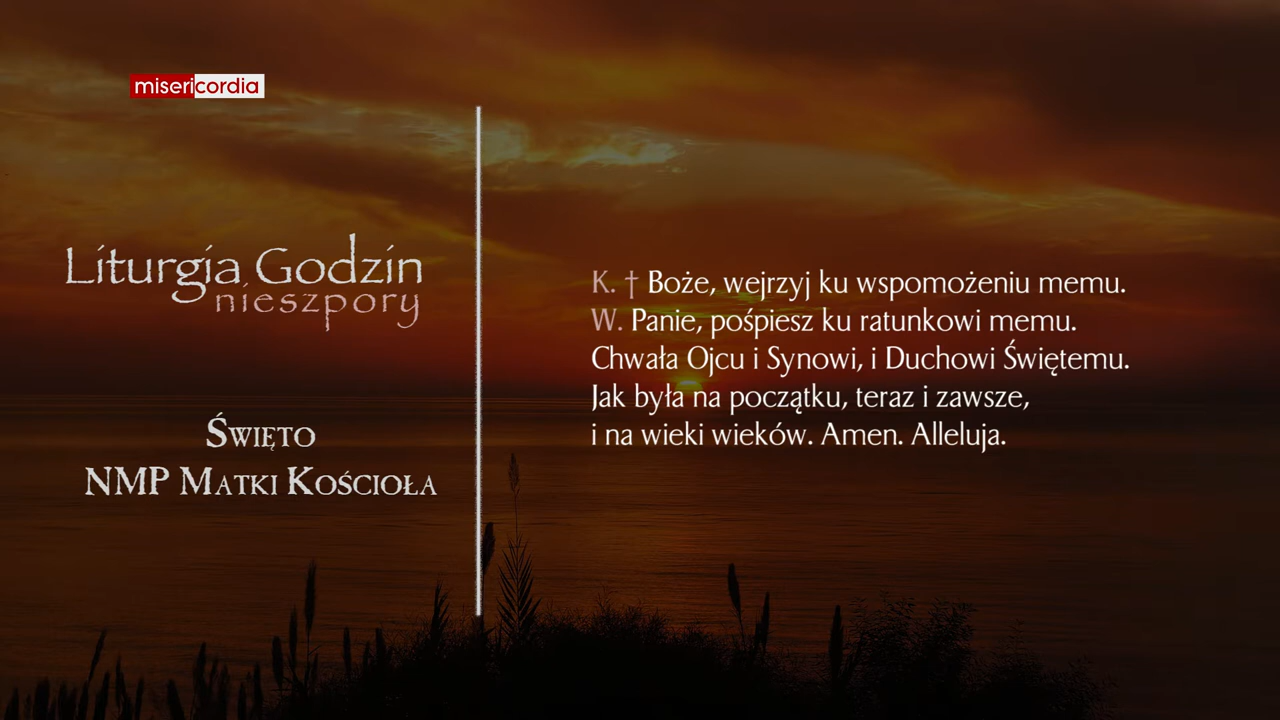 misericordia
Liturgia Godzin
nieszpory
Święto
NMP Matki Kościoła
K. † Boże, wejrzyj ku wspomożeniu memu.
W. Panie, pośpiesz ku ratunkowi memu.
Chwała Ojcu i Synowi, i Duchowi Świętemu.
Jak była na początku, teraz i zawsze,
i na wieki wieków. Amen. Alleluja.